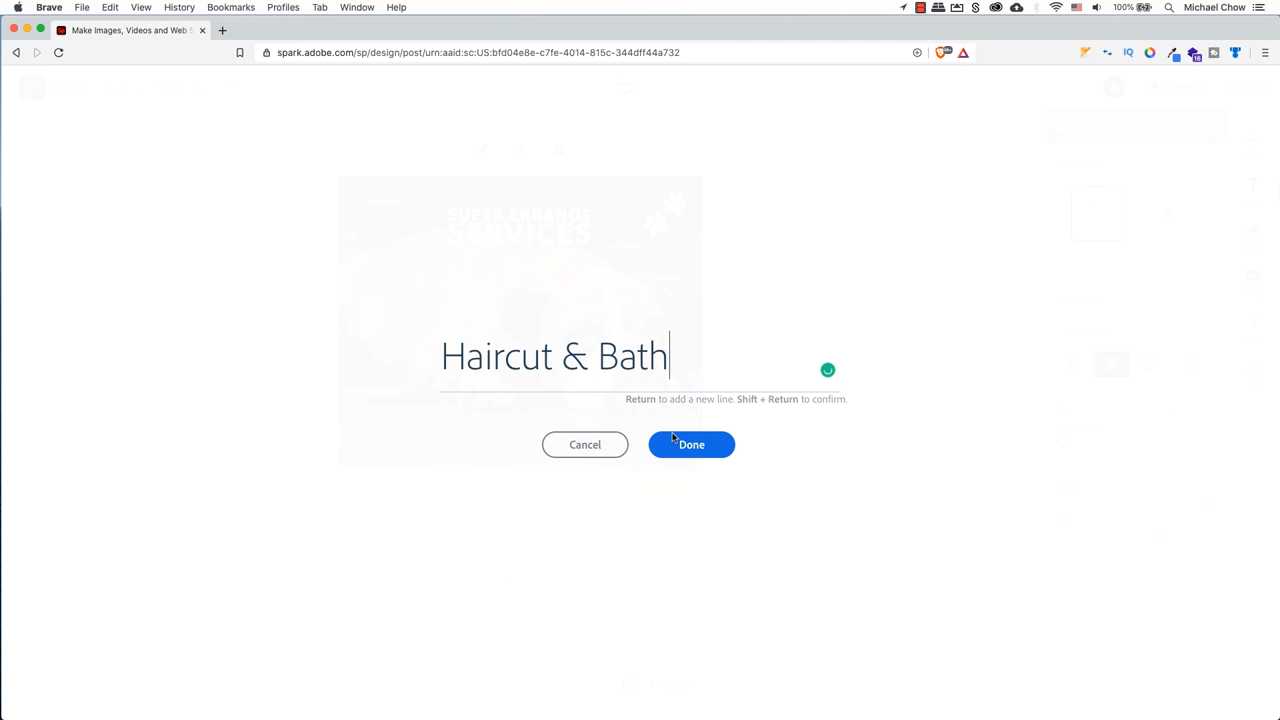 Brave File Edit View History Bookmarks Profiles Tab Window Help 100% Michael Chow
Make Images, Videos and Web S
spark.adobe.com/sp/design/post/urn:aaid:sc:US:bfd04e8e-c7fe-4014-815c-344dff44a732
SUPER ERRANDS
SERVICES
Haircut & Bath
Return to add a new line. Shift + Return to confirm.
Cancel Done